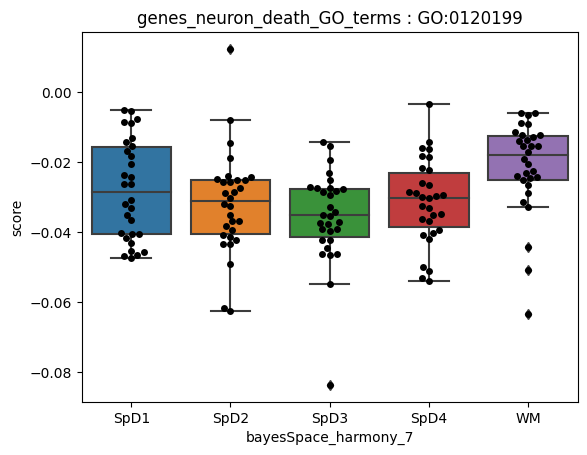 genes_neuron_death_GO_terms : GO:0120199
0.00
−0.02
−0.04
−0.06
−0.08
score
SpD1 SpD2 SpD3 SpD4 WM
bayesSpace_harmony_7